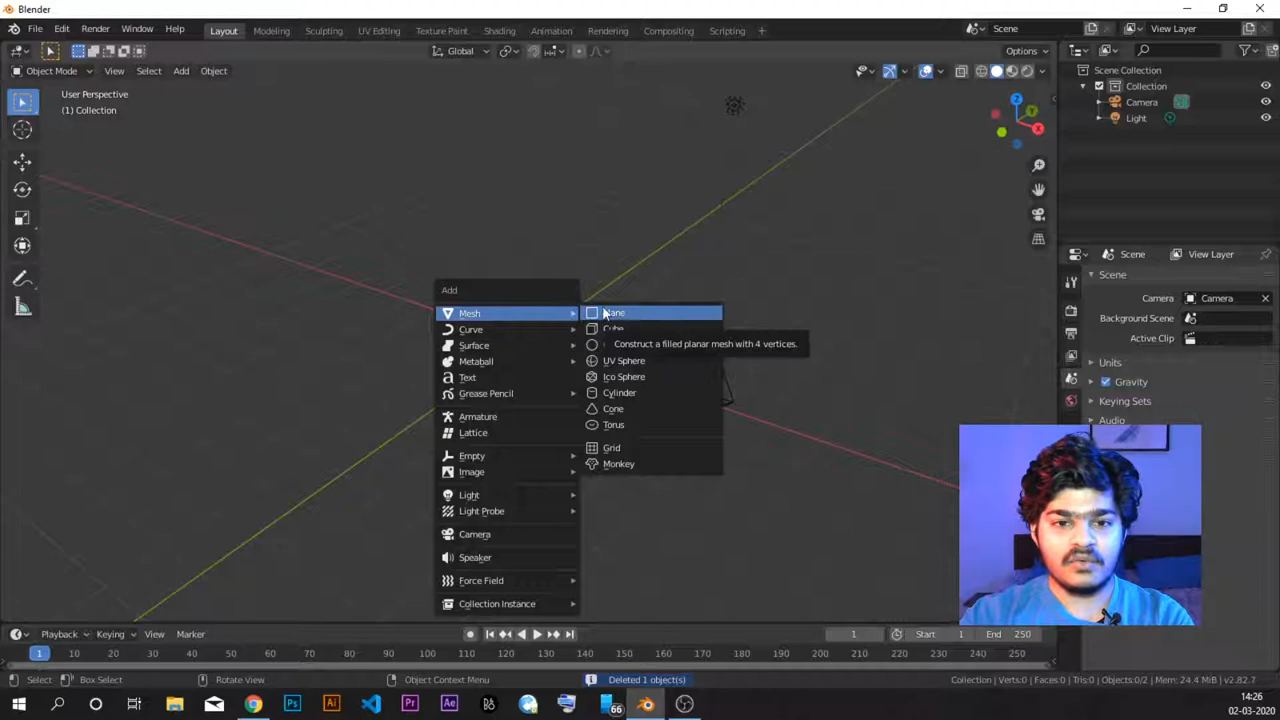 Blender
File Edit Render Window Help Layout Modeling Sculpting UV Editing Texture Paint Shading Animation Rendering Compositing Scripting + Scene View Layer
Global Options
Object Mode View Select Add Object
User Perspective
(1) Collection
Scene Collection
Collection
Camera
Light
Scene View Layer
Scene
Camera Camera
Background Scene
Active Clip
Units
Gravity
Keying Sets
Audio
Add
Mesh
Curve
Surface
Metaball
Text
Grease Pencil
Armature
Lattice
Empty
Image
Light
Light Probe
Camera
Speaker
Force Field
Collection Instance
Construct a filled planar mesh with 4 vertices.
UV Sphere
Ico Sphere
Cylinder
Cone
Torus
Grid
Monkey
Playback Keying View Marker 1 Start 1 End 250
1 10 20 30 40 50 60 70 80 90 100 110 120 130 140 150 160 170 180 190 200 210 220 230 240 250
Select Box Select Rotate View Object Context Menu Deleted 1 object(s) Collection | Verts:0 | Faces:0 | Tris:0 | Objects:0/2 | Mem: 24.4 MiB | v2.82.7
Ps Ai Pr Ae 66
14:26
02-03-2020